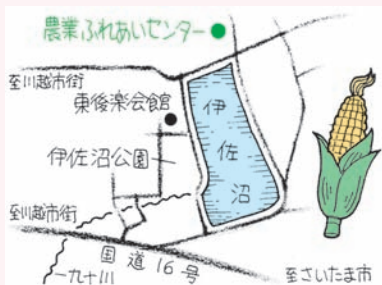 農業ふれあいセンター
至川越市街
東後楽会館
伊佐沼
伊佐沼公園
至川越市街
国道16号
九十川
至さいたま市